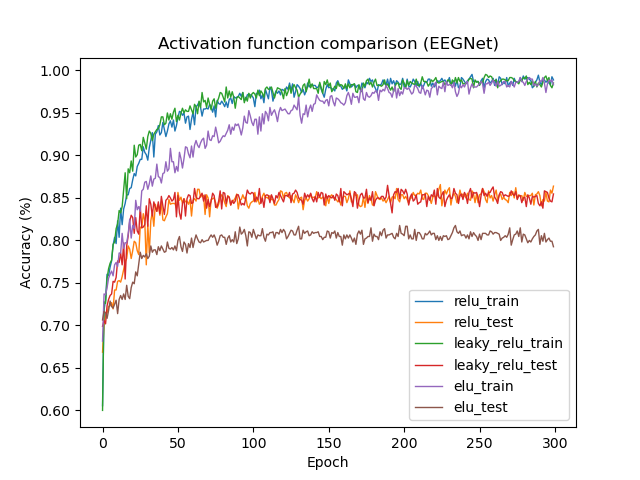 Activation function comparison (EEGNet)
Accuracy (%)
1.00
0.95
0.90
0.85
0.80
0.75
0.70
0.65
0.60
0
50
100
150
200
250
300
Epoch
relu_train
relu_test
leaky_relu_train
leaky_relu_test
elu_train
elu_test